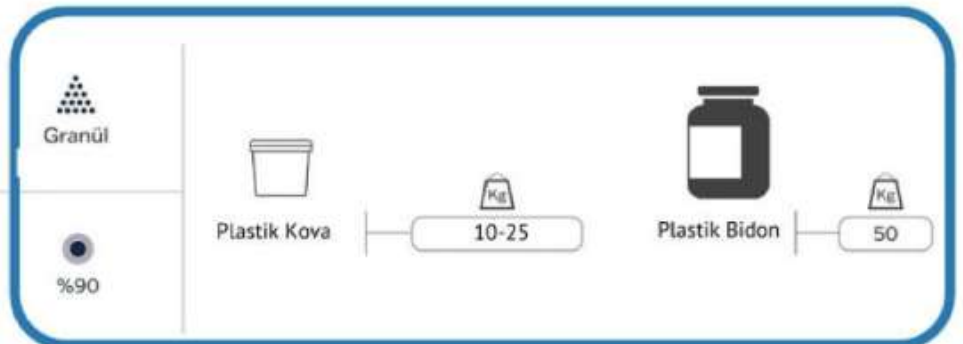 Granül
%90
Plastik Kova
Kg
10-25
Plastik Bidon
Kg
50